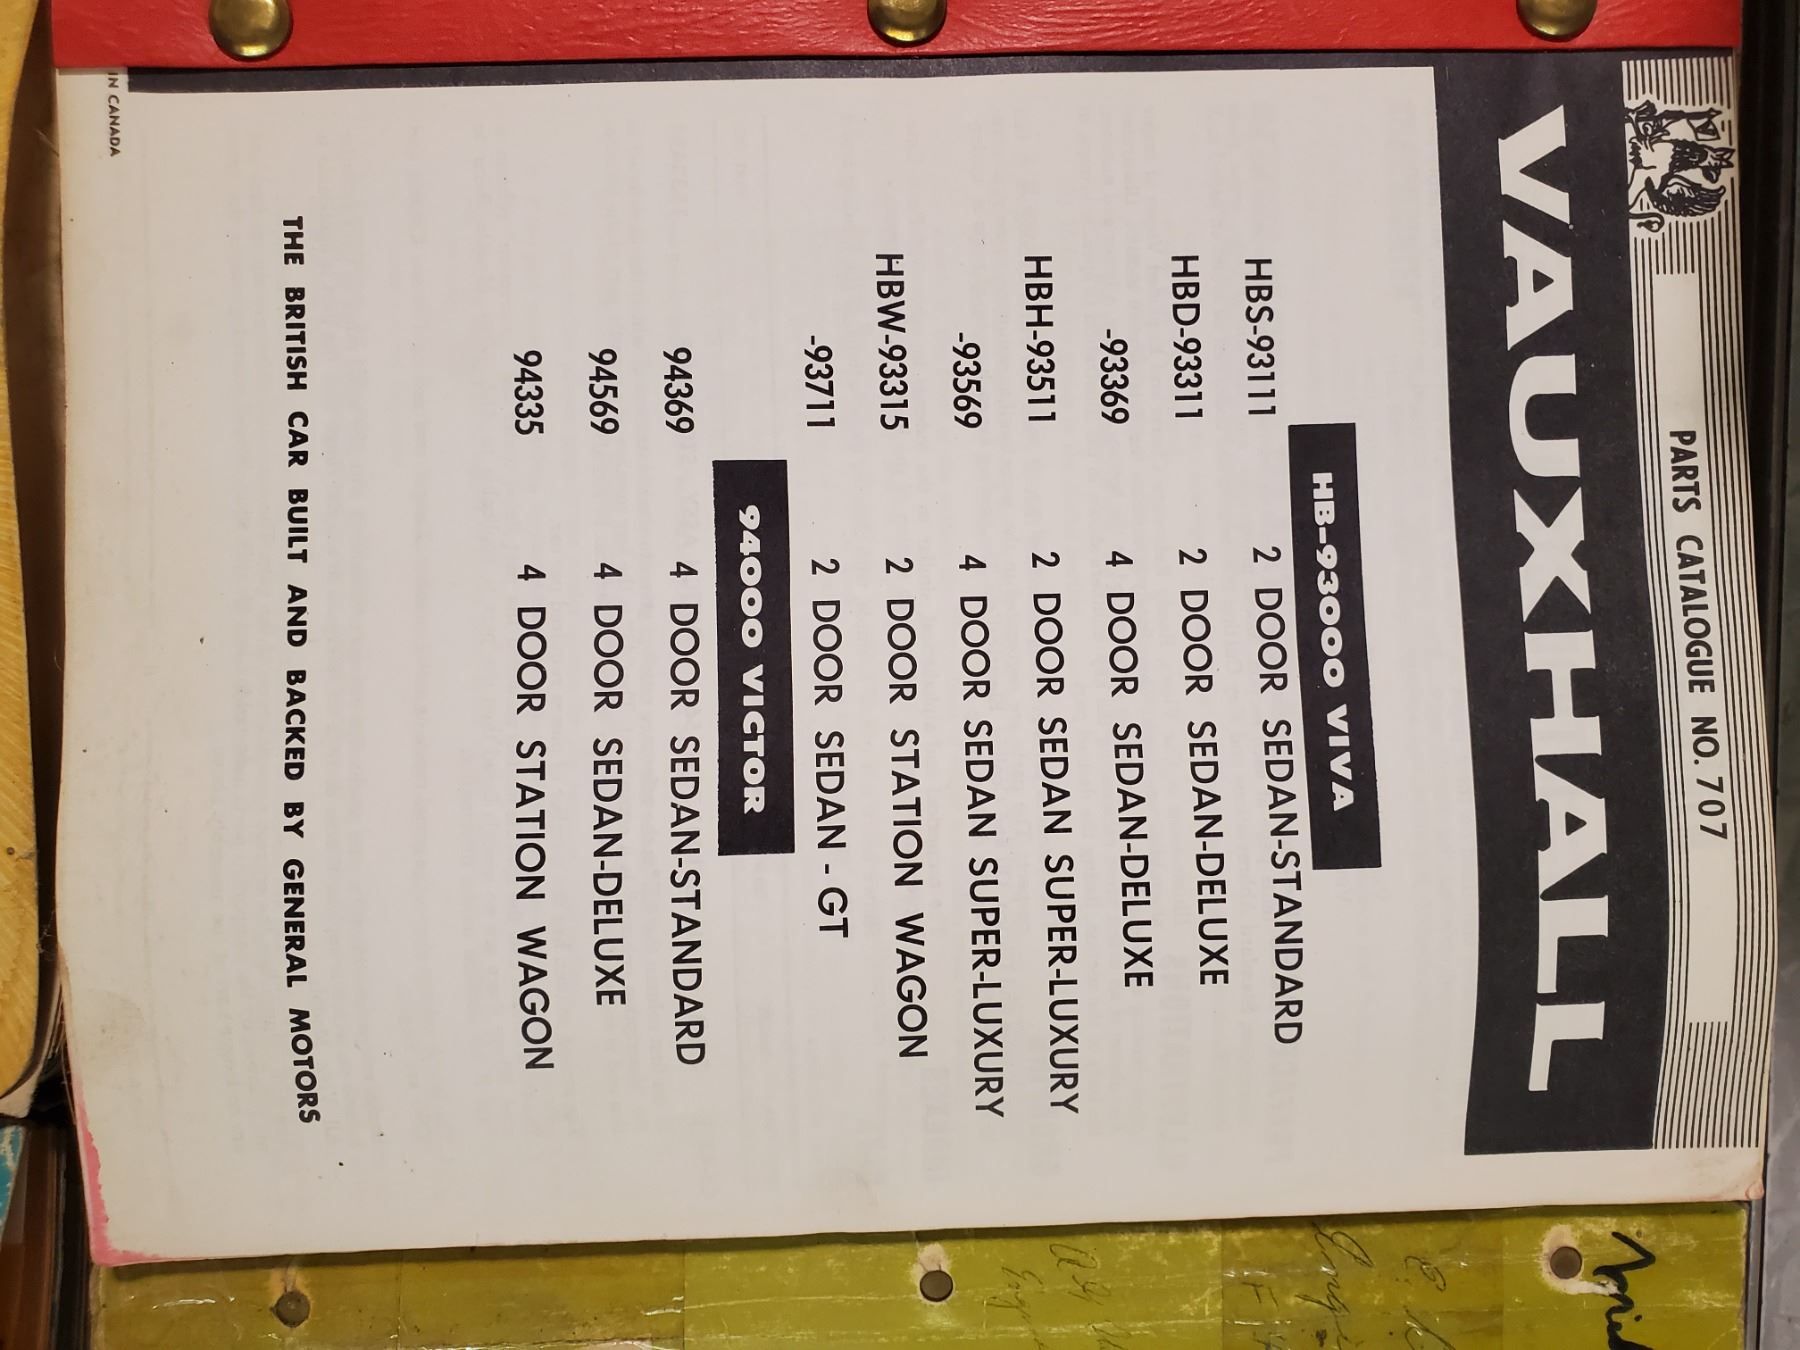 PARTS CATALOGUE NO. 707
VAUXHALL
HB-93000 VIVA
HBS-93111 2 DOOR SEDAN-STANDARD
HBD-93311 2 DOOR SEDAN-DELUXE
-93369 4 DOOR SEDAN-DELUXE
HBH-93511 2 DOOR SEDAN SUPER-LUXURY
-93569 4 DOOR SEDAN SUPER-LUXURY
HBW-93315 2 DOOR STATION WAGON
-93711 2 DOOR SEDAN - GT
94000 VICTOR
94369 4 DOOR SEDAN-STANDARD
94569 4 DOOR SEDAN-DELUXE
94335 4 DOOR STATION WAGON
THE BRITISH CAR BUILT AND BACKED BY GENERAL MOTORS
IN CANADA